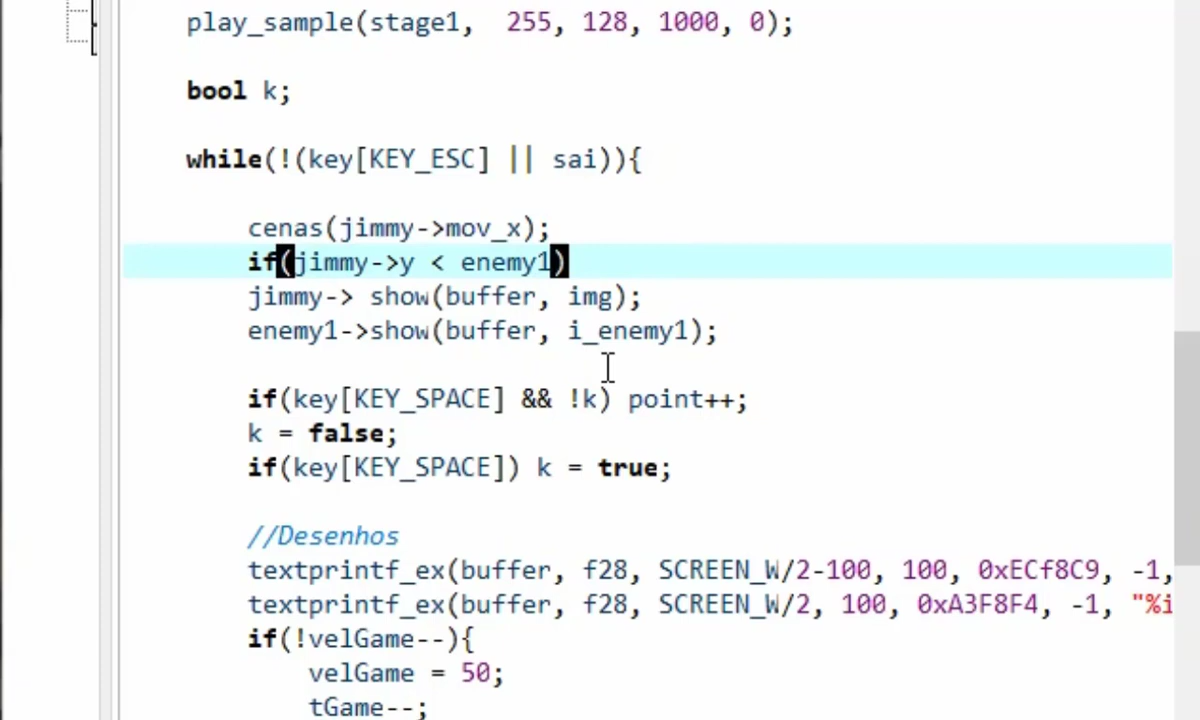 play_sample(stage1,  255, 128, 1000, 0);
bool k;
while(!(key[KEY_ESC] || sai)){
cenas(jimmy->mov_x);
if(jimmy->y < enemy1)
jimmy-> show(buffer, img);
enemy1->show(buffer, i_enemy1);
if(key[KEY_SPACE] && !k) point++;
k = false;
if(key[KEY_SPACE]) k = true;
//Desenhos
textprintf_ex(buffer, f28, SCREEN_W/2-100, 100, 0xECf8C9, -1,
textprintf_ex(buffer, f28, SCREEN_W/2, 100, 0xA3F8F4, -1, "%i
if(!velGame--){
velGame = 50;
tGame--;